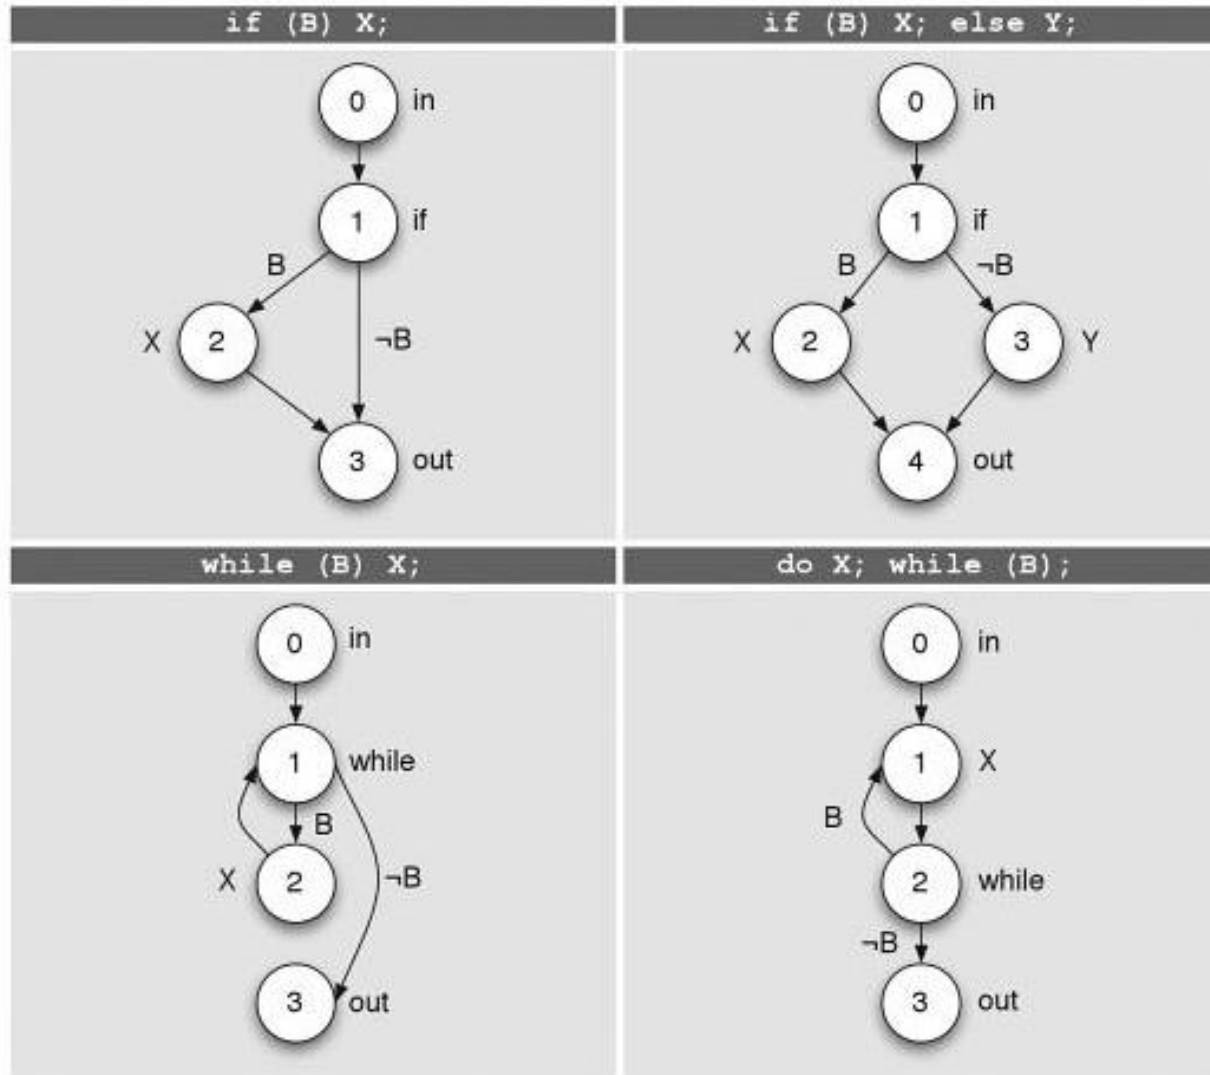 if (B) X;
0 in
1 if
B
X 2 ¬B
3 out
if (B) X; else Y;
0 in
1 if
B ¬B
X 2 3 Y
4 out
while (B) X;
0 in
1 while
B
X 2 ¬B
3 out
do X; while (B);
0 in
1 X
B
2 while
¬B
3 out